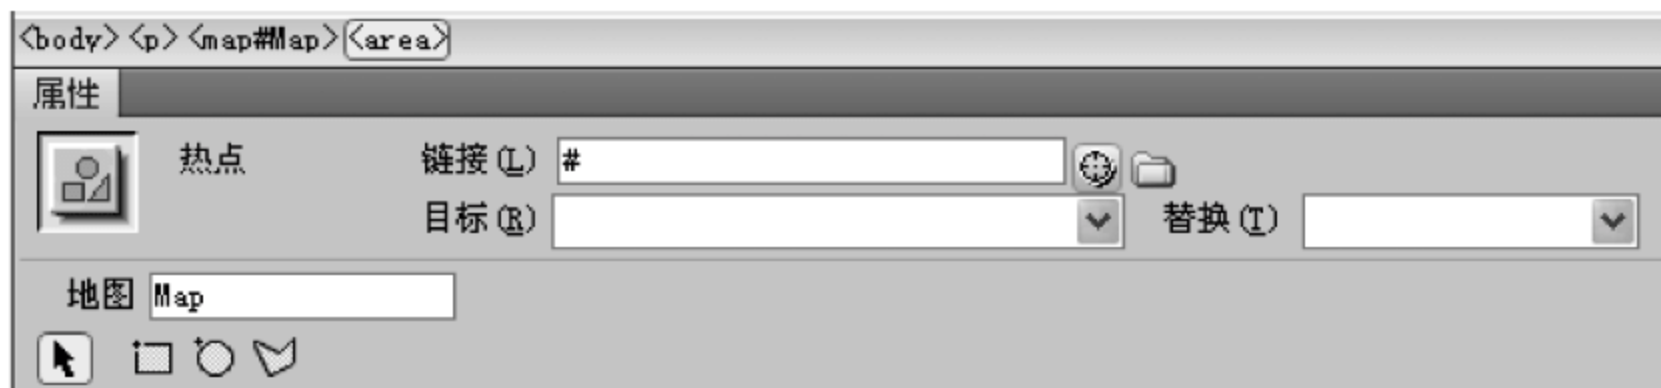 <body> <p> <map#Map> <area>
属性
热点 链接(L) #
目标(R) 替换(T)
地图 Map